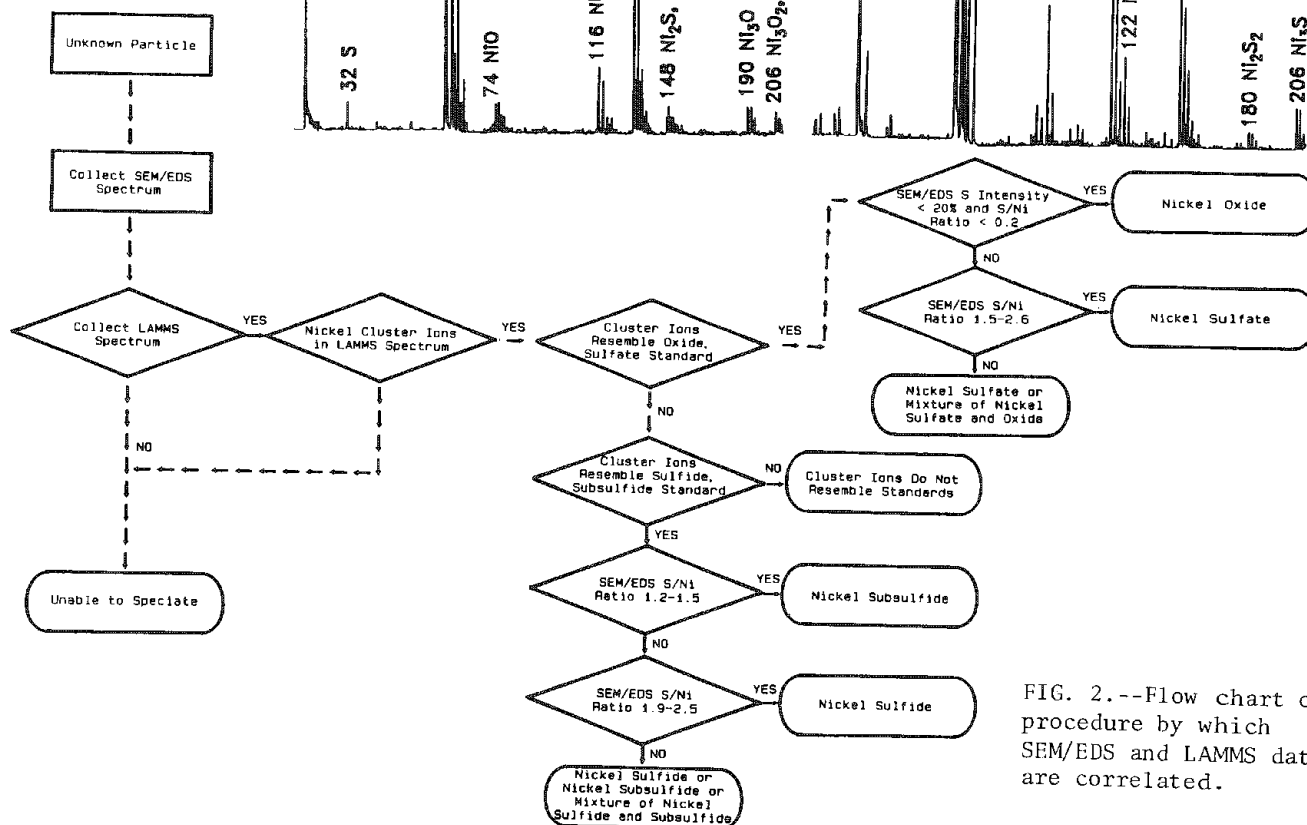 32 S
74 NiO
116
148 Ni₂S,
190 Ni₃O
206 Ni₃O₂,
122
180 Ni₂S₂
206 Ni₃S
Unknown Particle
Collect SEM/EDS
Spectrum
Collect LAMMS
Spectrum
YES
NO
Nickel Cluster Ions
in LAMMS Spectrum
YES
Unable to Speciate
Cluster Ions
Resemble Oxide,
Sulfate Standard
YES
NO
SEM/EDS S Intensity
< 20% and S/Ni
Ratio < 0.2
YES
Nickel Oxide
NO
SEM/EDS S/Ni
Ratio 1.5-2.6
YES
Nickel Sulfate
NO
Nickel Sulfate or
Mixture of Nickel
Sulfate and Oxide
Cluster Ions
Resemble Sulfide,
Subsulfide Standard
NO
Cluster Ions Do Not
Resemble Standards
YES
SEM/EDS S/Ni
Ratio 1.2-1.5
YES
Nickel Subsulfide
NO
SEM/EDS S/Ni
Ratio 1.9-2.5
YES
Nickel Sulfide
NO
Nickel Sulfide or
Nickel Subsulfide or
Mixture of Nickel
Sulfide and Subsulfide
FIG. 2.--Flow chart
procedure by which
SEM/EDS and LAMMS dat
are correlated.